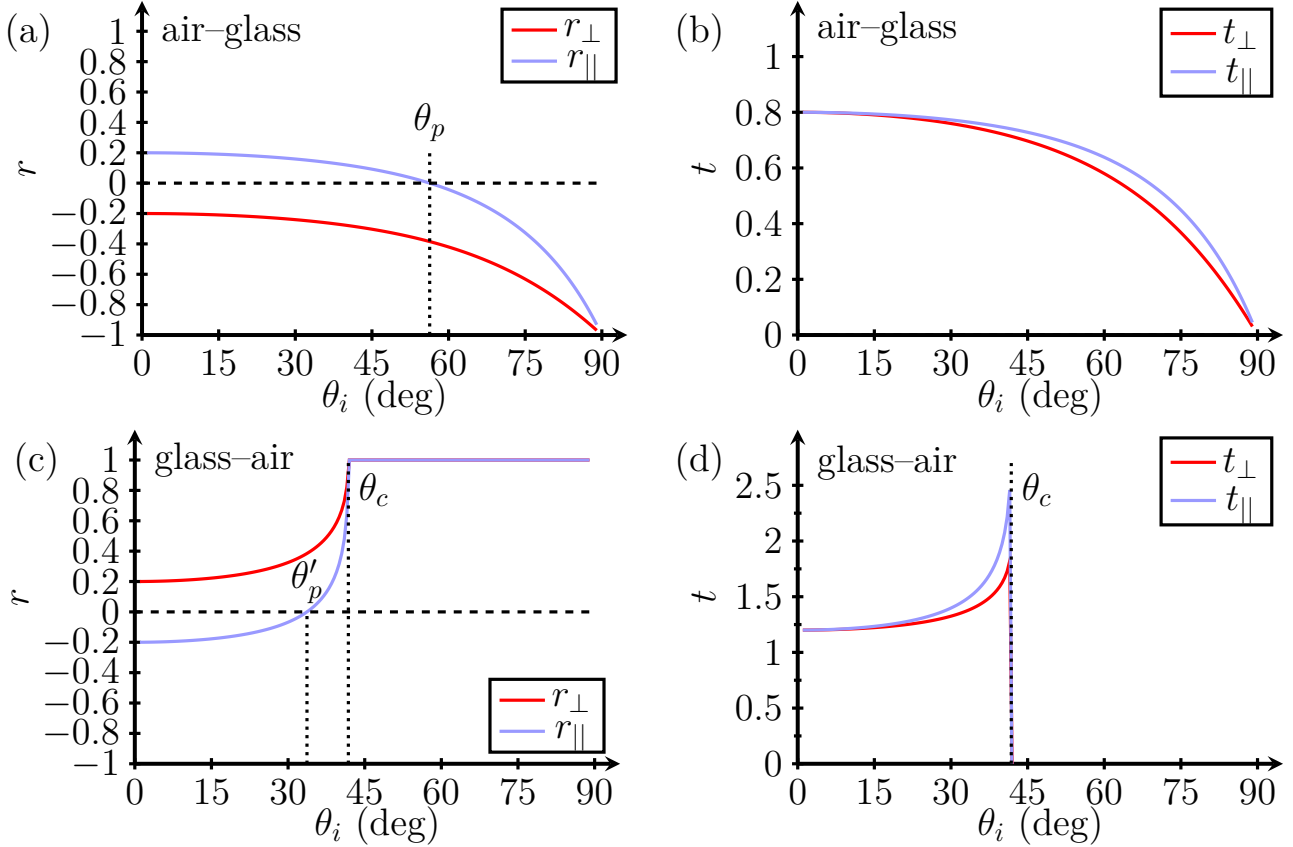 (a)
air–glass
r⊥
r||
θp
1
0.8
0.6
0.4
0.2
0
−0.2
−0.4
−0.6
−0.8
−1
r
0 15 30 45 60 75 90
θi (deg)
(b)
air–glass
t⊥
t||
1
0.8
0.6
0.4
0.2
0
t
0 15 30 45 60 75 90
θi (deg)
(c)
glass–air
θc
θ′p
1
0.8
0.6
0.4
0.2
0
−0.2
−0.4
−0.6
−0.8
−1
r
r⊥
r||
0 15 30 45 60 75 90
θi (deg)
(d)
glass–air
t⊥
t||
θc
2.5
2
1.5
1
0.5
0
t
0 15 30 45 60 75 90
θi (deg)